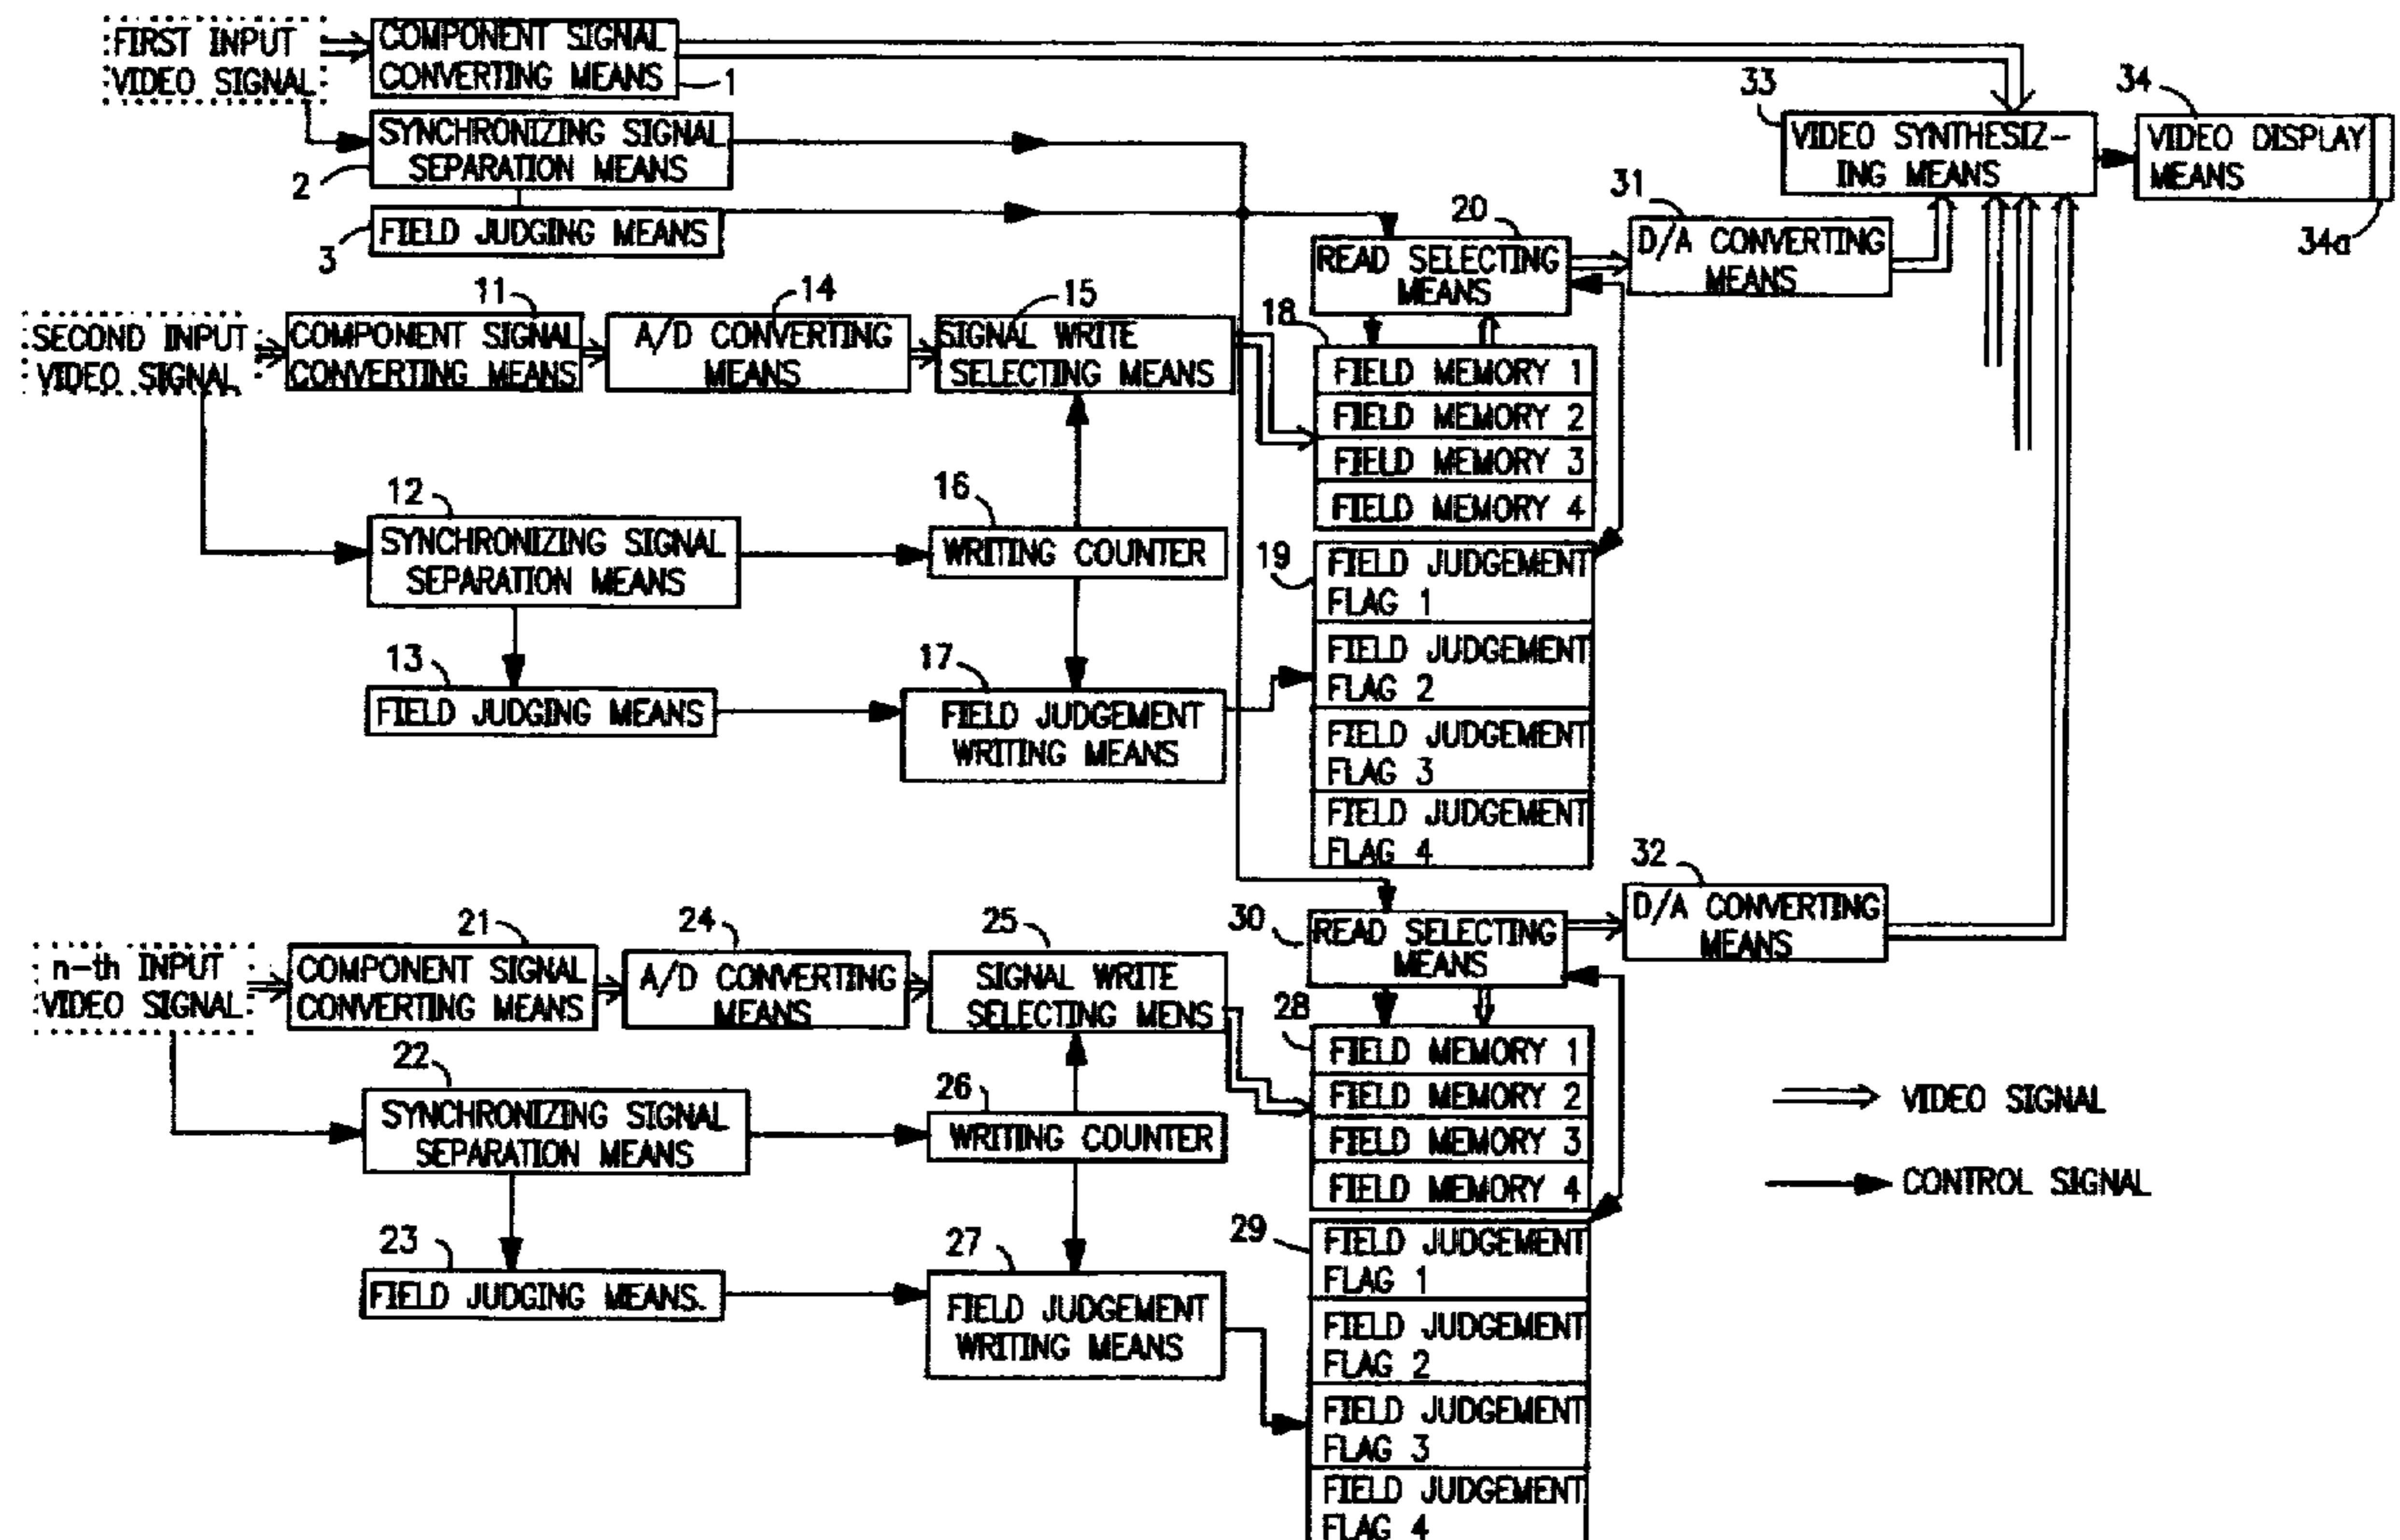 FIRST INPUT
VIDEO SIGNAL
COMPONENT SIGNAL
CONVERTING MEANS
1
SYNCHRONIZING SIGNAL
SEPARATION MEANS
2
FIELD JUDGING MEANS
3
33
VIDEO SYNTHESIZ-
ING MEANS
34
VIDEO DISPLAY
MEANS
34a
31
D/A CONVERTING
MEANS
20
READ SELECTING
MEANS
SECOND INPUT
VIDEO SIGNAL
11
COMPONENT SIGNAL
CONVERTING MEANS
14
A/D CONVERTING
MEANS
15
SIGNAL WRITE
SELECTING MEANS
18
FIELD MEMORY 1
FIELD MEMORY 2
FIELD MEMORY 3
FIELD MEMORY 4
12
SYNCHRONIZING SIGNAL
SEPARATION MEANS
16
WRITING COUNTER
19
FIELD JUDGEMENT
FLAG 1
FIELD JUDGEMENT
FLAG 2
FIELD JUDGEMENT
FLAG 3
FIELD JUDGEMENT
FLAG 4
13
FIELD JUDGING MEANS
17
FIELD JUDGEMENT
WRITING MEANS
32
D/A CONVERTING
MEANS
30
READ SELECTING
MEANS
n-th INPUT
VIDEO SIGNAL
21
COMPONENT SIGNAL
CONVERTING MEANS
24
A/D CONVERTING
MEANS
25
SIGNAL WRITE
SELECTING MENS
28
FIELD MEMORY 1
FIELD MEMORY 2
FIELD MEMORY 3
FIELD MEMORY 4
22
SYNCHRONIZING SIGNAL
SEPARATION MEANS
26
WRITING COUNTER
VIDEO SIGNAL
CONTROL SIGNAL
23
FIELD JUDGING MEANS.
27
FIELD JUDGEMENT
WRITING MEANS
29
FIELD JUDGEMENT
FLAG 1
FIELD JUDGEMENT
FLAG 2
FIELD JUDGEMENT
FLAG 3
FIELD JUDGEMENT
FLAG 4